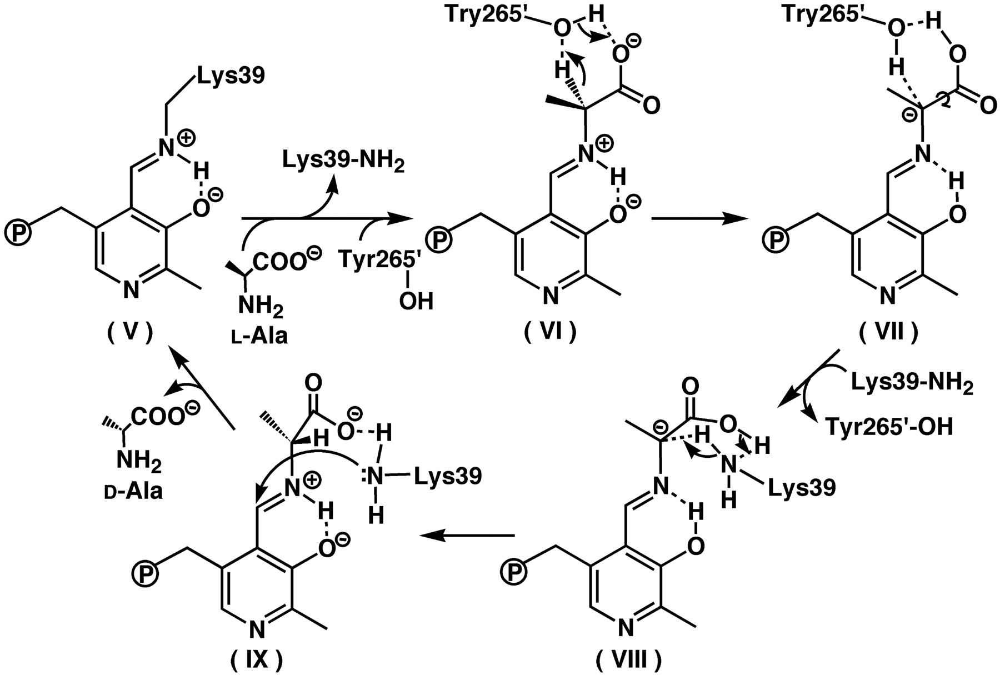 Try265'
O
H
H
O⊖
O
N⊕
H
O⊖
P
N
( VI )
Try265'
O
H
H
O
O
⊖
N
H
O
P
N
( VII )
Lys39
N⊕
H
O⊖
P
N
( V )
Lys39-NH2
COO⊖
NH2
L-Ala
Tyr265'
OH
Lys39-NH2
Tyr265'-OH
O
O
H
⊖
H
N
H
Lys39
N
H
O
P
N
( VIII )
O
O⊖
H
H
:N
Lys39
H
N⊕
H
O⊖
P
N
( IX )
COO⊖
NH2
D-Ala